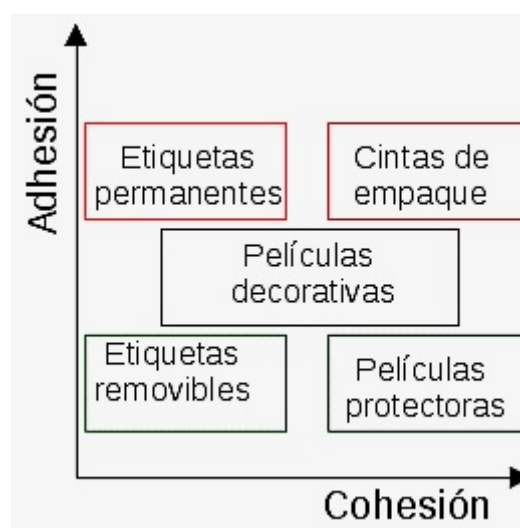 Adhesión
Etiquetas
permanentes
Cintas de
empaque
Películas
decorativas
Etiquetas
removibles
Películas
protectoras
Cohesión